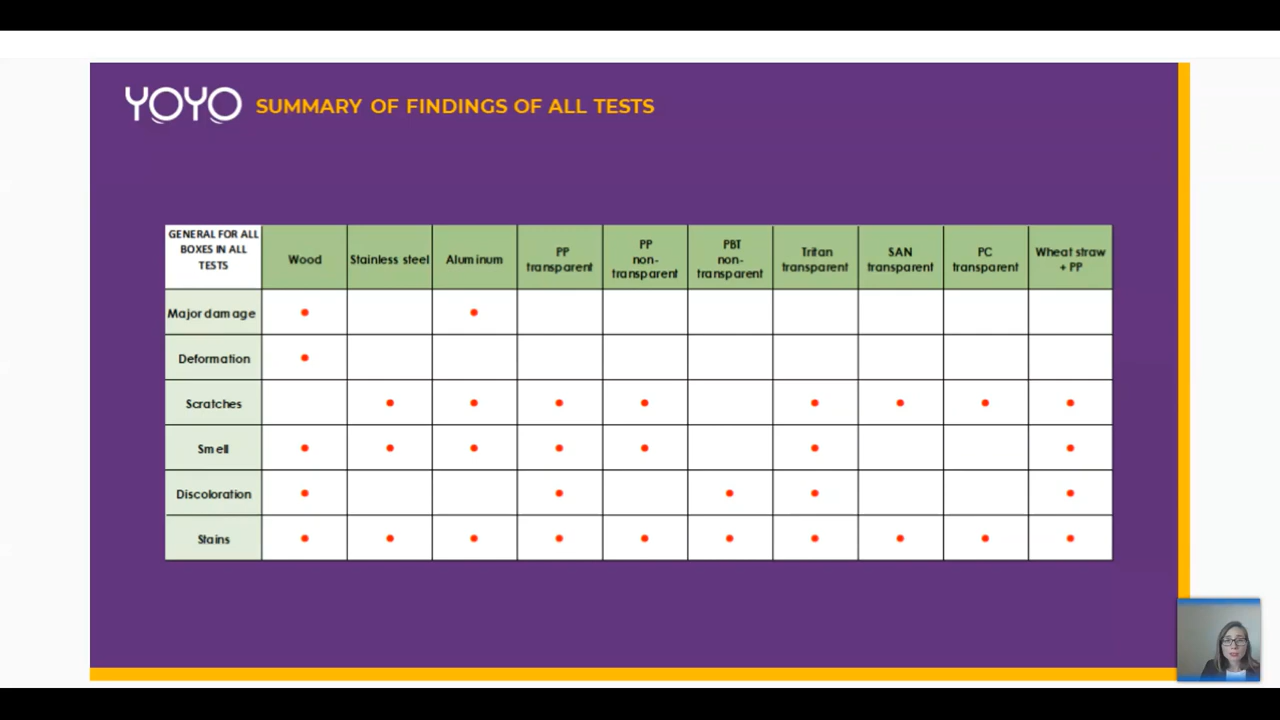 YOYO SUMMARY OF FINDINGS OF ALL TESTS
GENERAL FOR ALL
BOXES IN ALL
TESTS
Wood
Stainless steel
Aluminum
PP
transparent
PP
non-
transparent
PBT
non-
transparent
Tritan
transparent
SAN
transparent
PC
transparent
Wheat straw
+ PP
Major damage
Deformation
Scratches
Smell
Discoloration
Stains